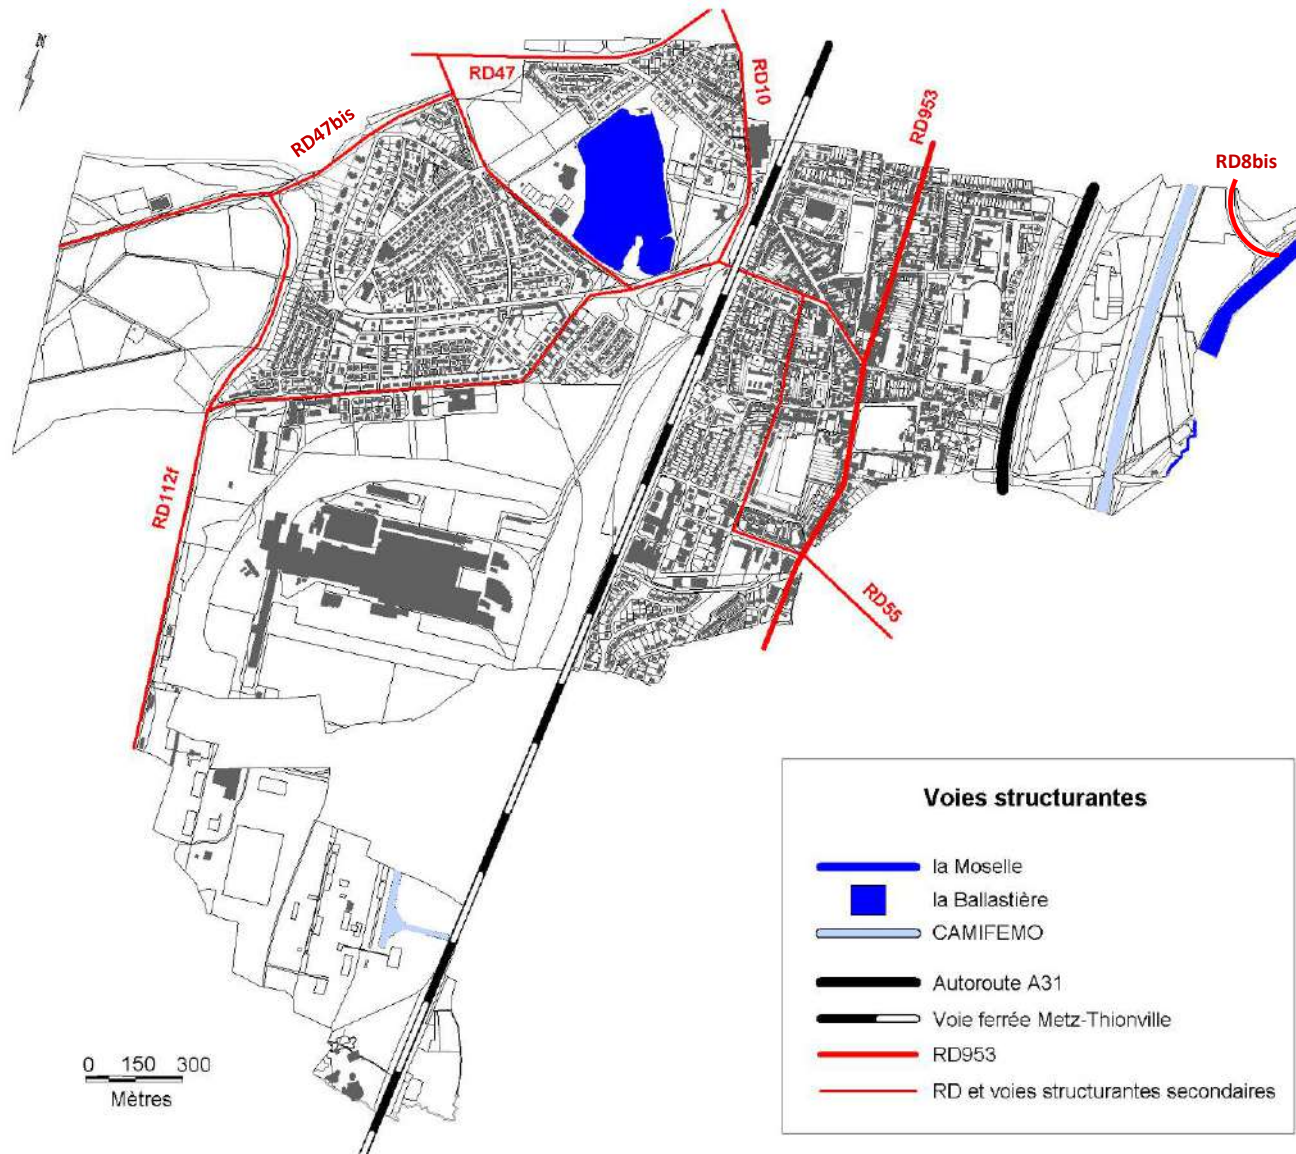 N
RD47
RD10
RD47bis
RD953
RD8bis
RD112f
RD55
Voies structurantes
la Moselle
la Ballastière
CAMIFEMO
Autoroute A31
Voie ferrée Metz-Thionville
RD953
RD et voies structurantes secondaires
0 150 300
Mètres